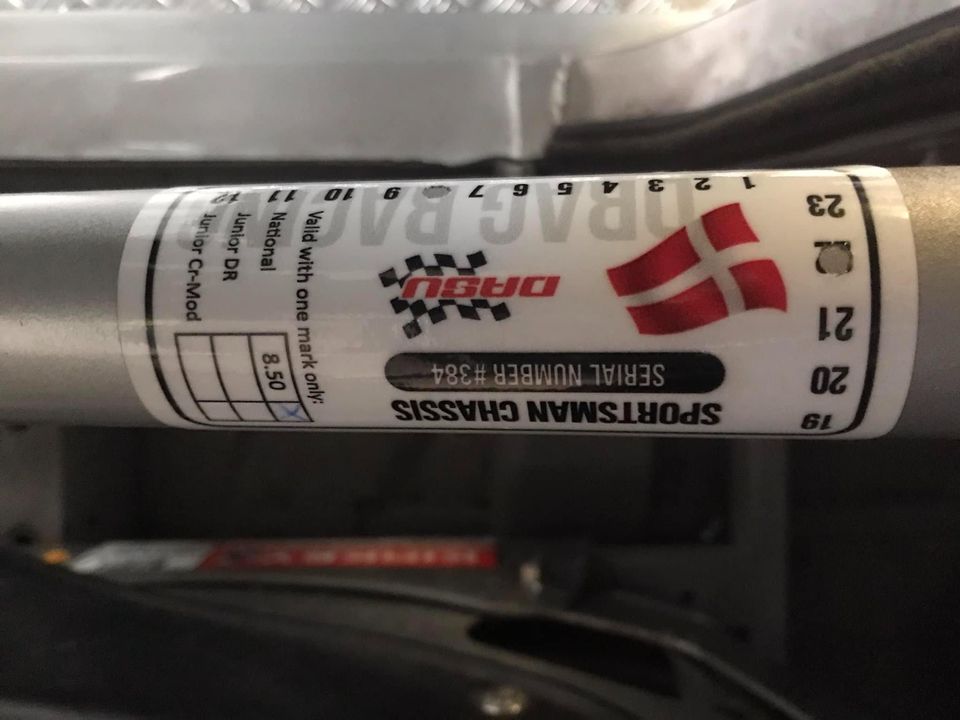 SPORTSMAN CHASSIS
SERIAL NUMBER #384
DASU
DRAG RACING
19
20
21
23
1 2 3 4 5 6 7 9 10 11
Valid with one mark only:
National 8.50 X
Junior DR
Junior Cr-Mod